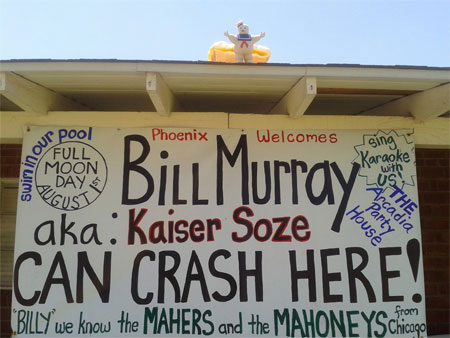 Phoenix Welcomes
swim in our pool
FULL
MOON
DAY
AUGUST 1ST
Bill Murray
sing
Karaoke
with
US
THE
Arcadia
Party
House
aka: Kaiser Soze
CAN CRASH HERE!
"BILLY" we know the MAHERS and the MAHONEYS from
Chicago